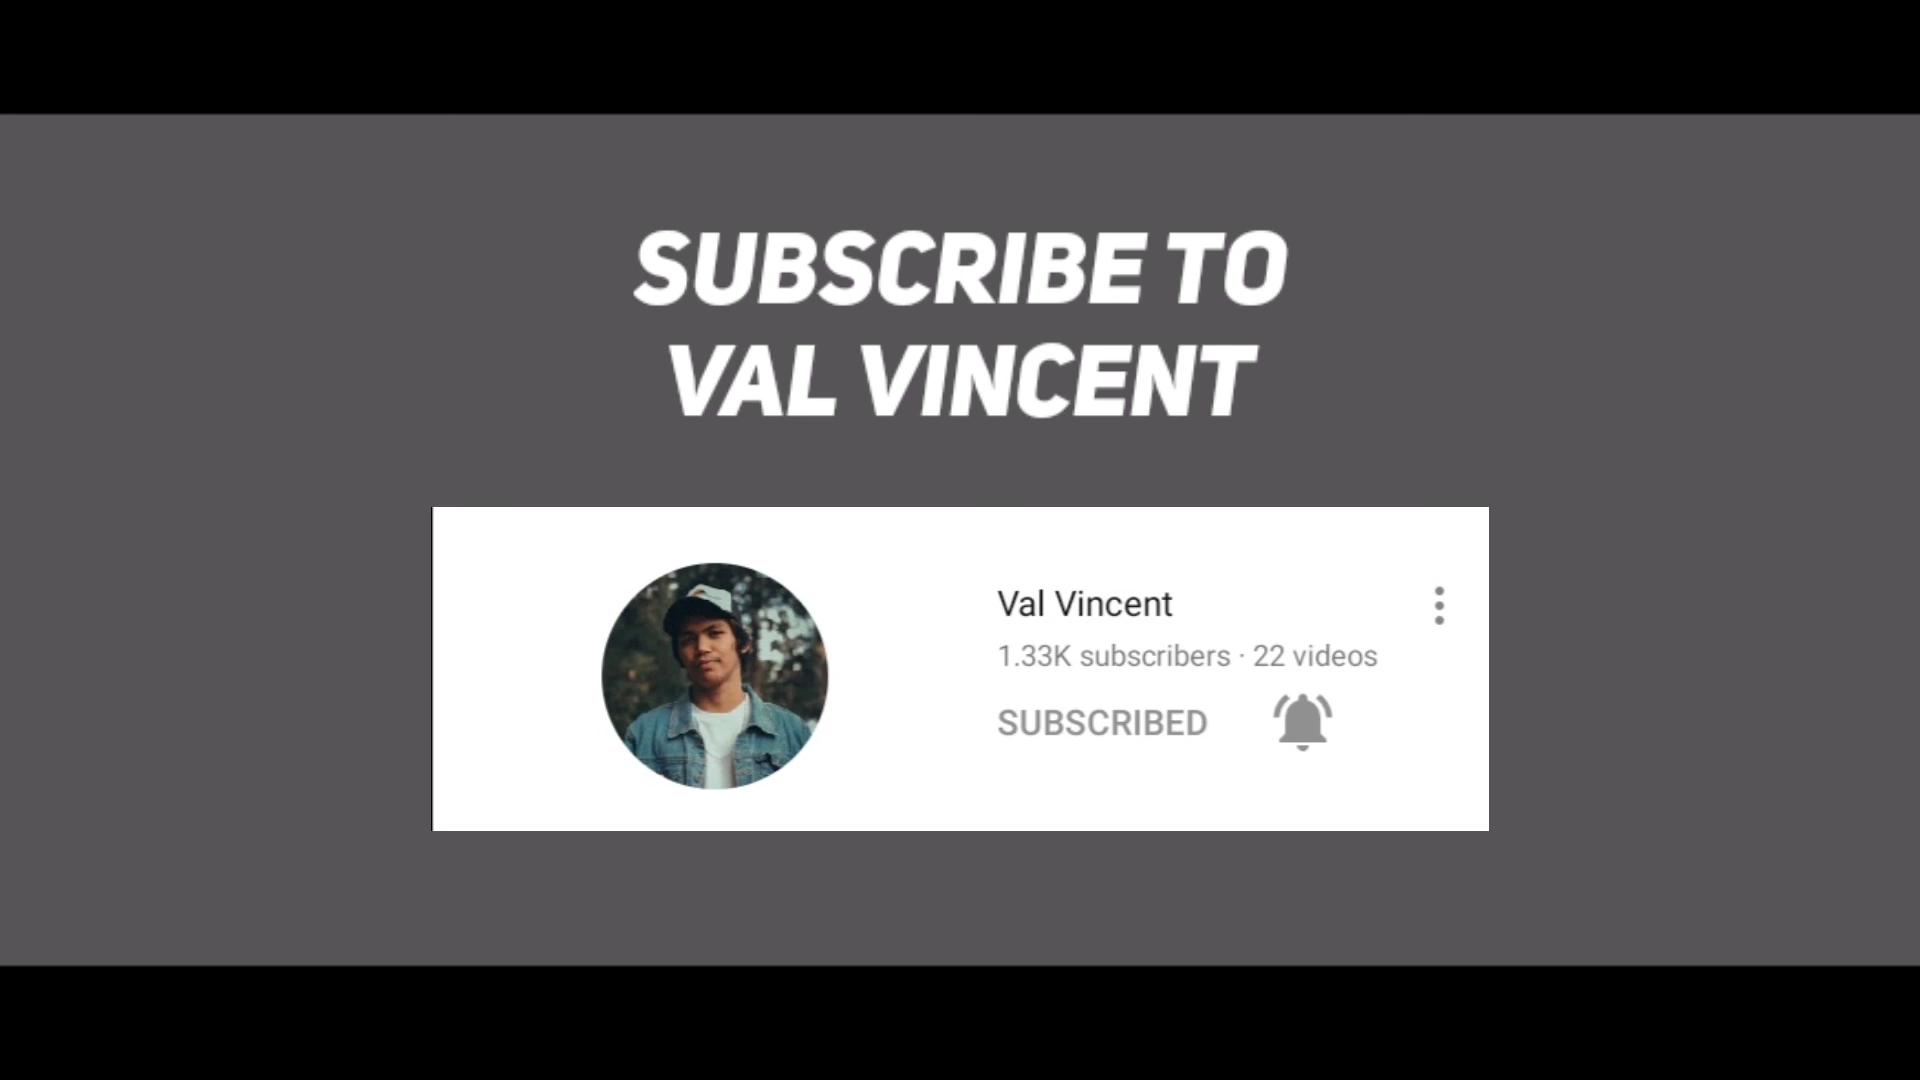 SUBSCRIBE TO
VAL VINCENT
Val Vincent
1.33K subscribers · 22 videos
SUBSCRIBED